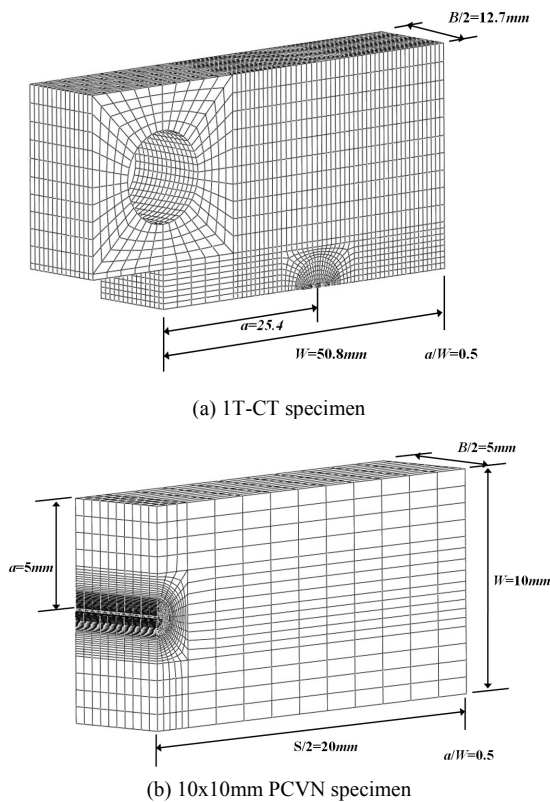 B/2=12.7mm
a=25.4
W=50.8mm
a/W=0.5
(a) 1T-CT specimen
B/2=5mm
a=5mm
W=10mm
S/2=20mm
a/W=0.5
(b) 10x10mm PCVN specimen